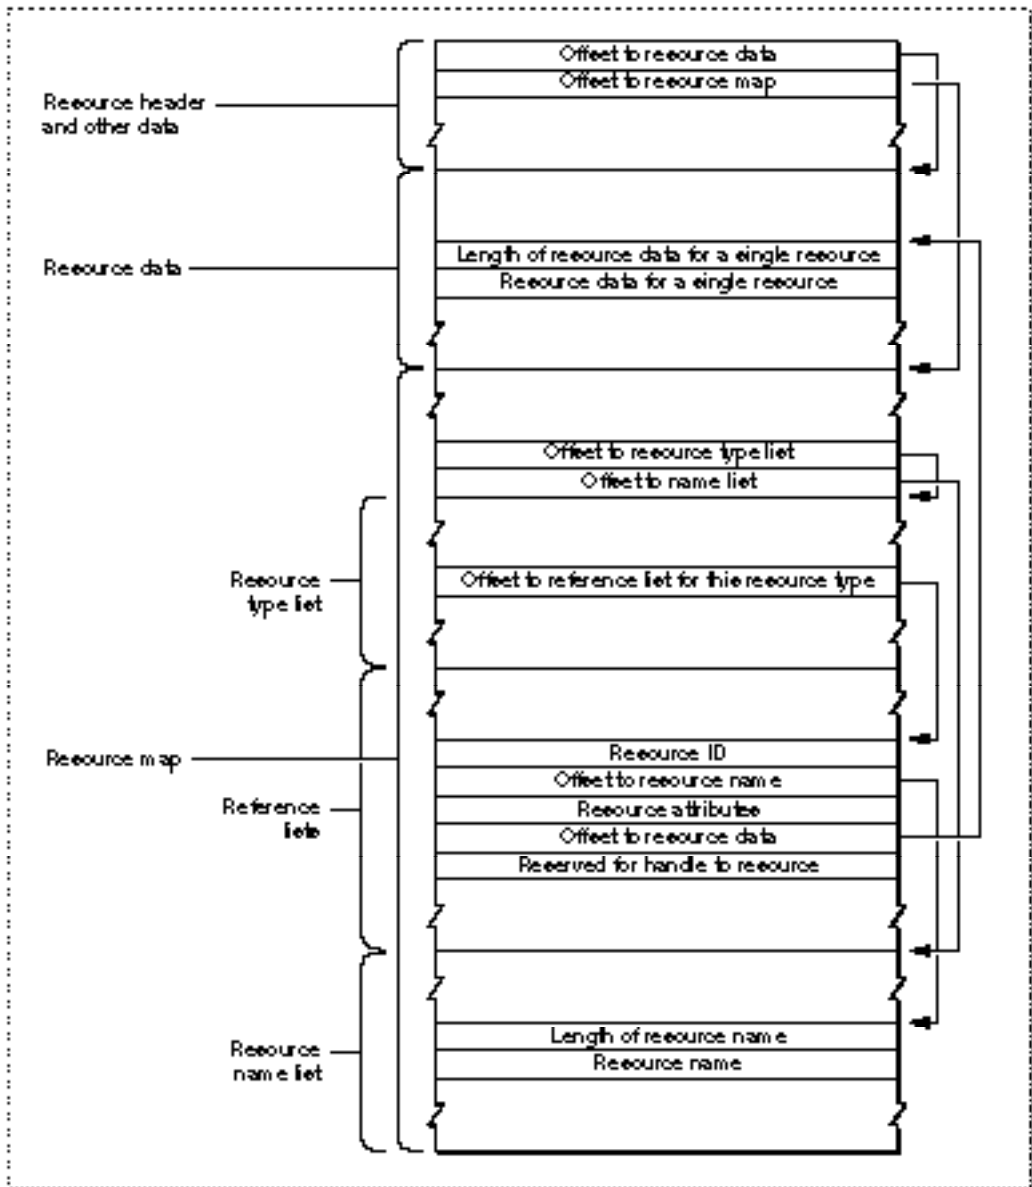 Offset to resource data
Offset to resource map
Resource header
and other data
Length of resource data for a single resource
Resource data
Resource data for a single resource
Offset to resource type list
Offset to name list
Resource
type list
Offset to reference list for this resource type
Resource map
Resource ID
Offset to resource name
Reference
lists
Resource attributes
Offset to resource data
Reserved for handle to resource
Length of resource name
Resource
name list
Resource name